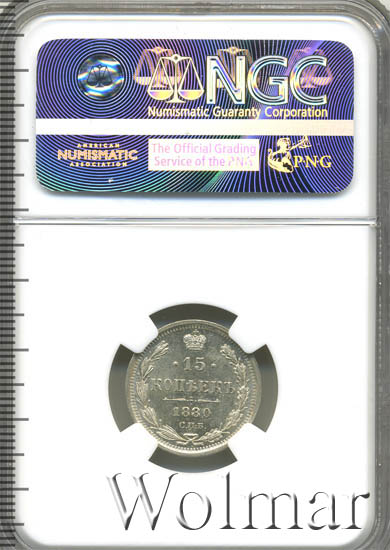 NGC
Numismatic Guaranty Corporation
AMERICAN
NUMISMATIC
ASSOCIATION
The Official Grading
Service of the PNG
PNG
· 15 ·
КОПѢЕКЪ
1880
С.П.Б.
Wolmar